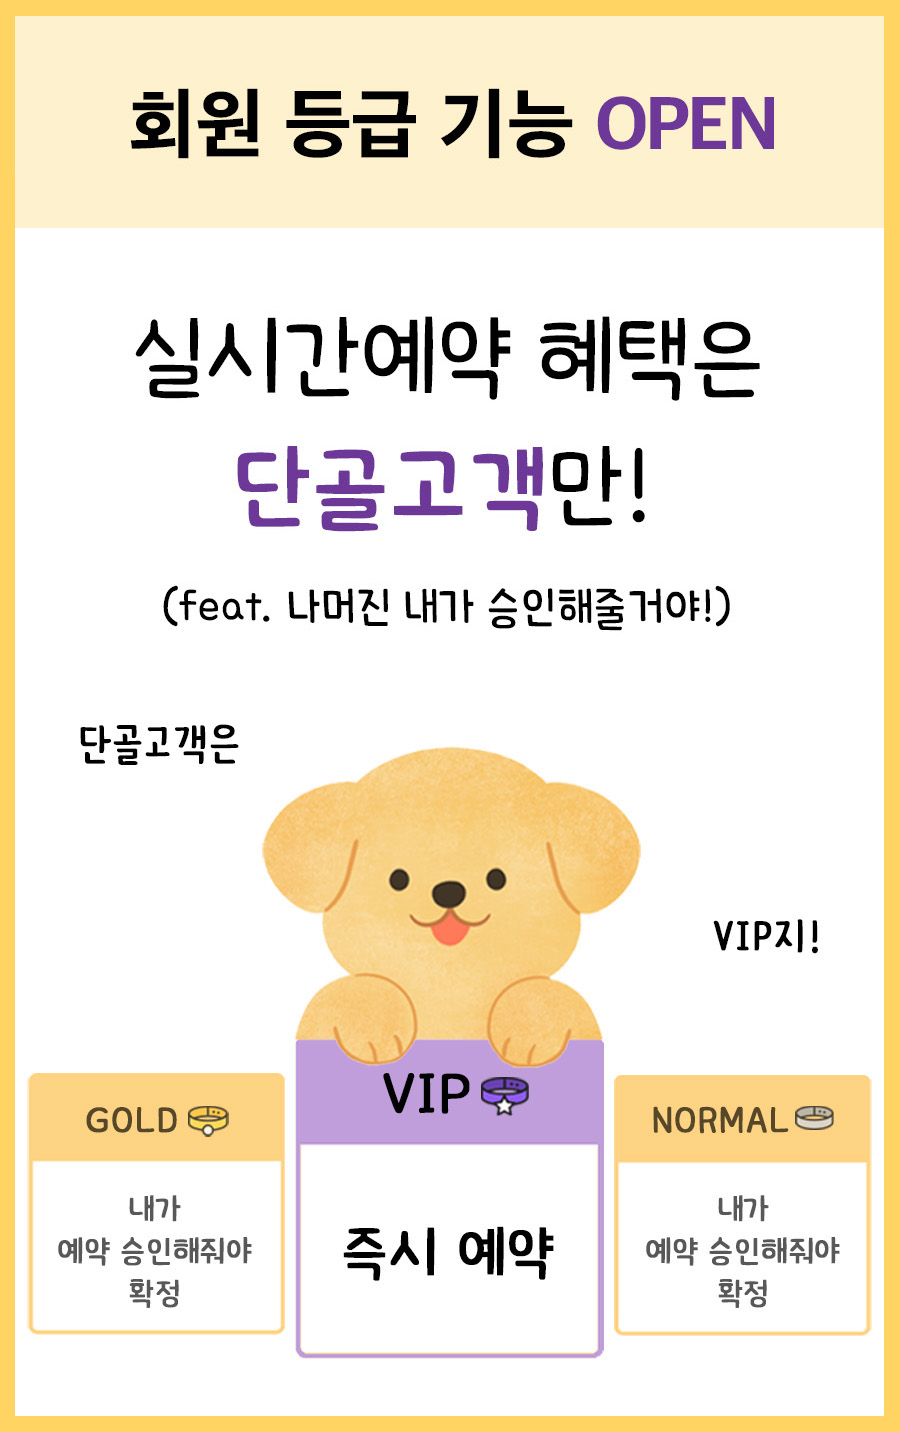 회원 등급 기능 OPEN
실시간예약 혜택은
단골고객만!
(feat. 나머진 내가 승인해줄거야!)
단골고객은
VIP지!
GOLD
내가
예약 승인해줘야
확정
VIP
즉시 예약
NORMAL
내가
예약 승인해줘야
확정